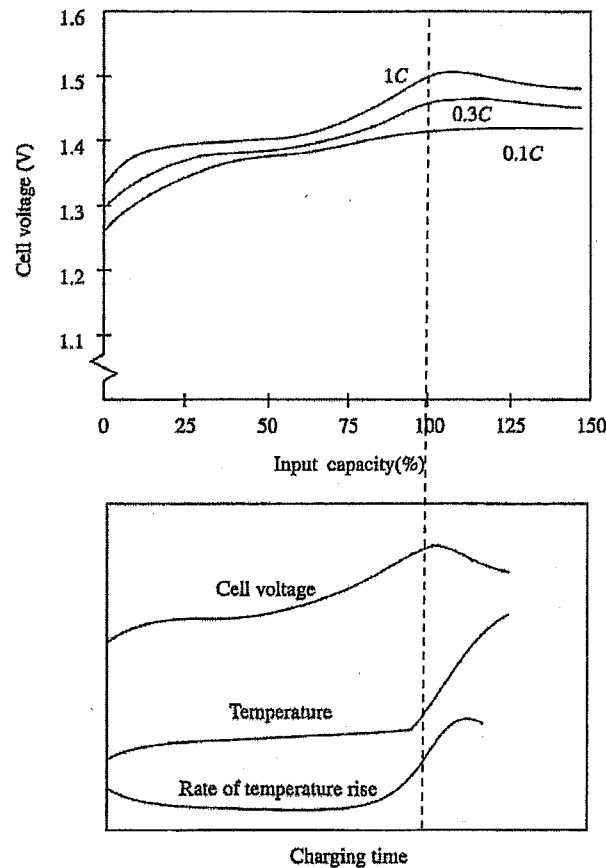 1.6
1.5
1.4
1.3
1.2
1.1
Cell voltage (V)
1C
0.3C
0.1C
0 25 50 75 100 125 150
Input capacity(%)
Cell voltage
Temperature
Rate of temperature rise
Charging time